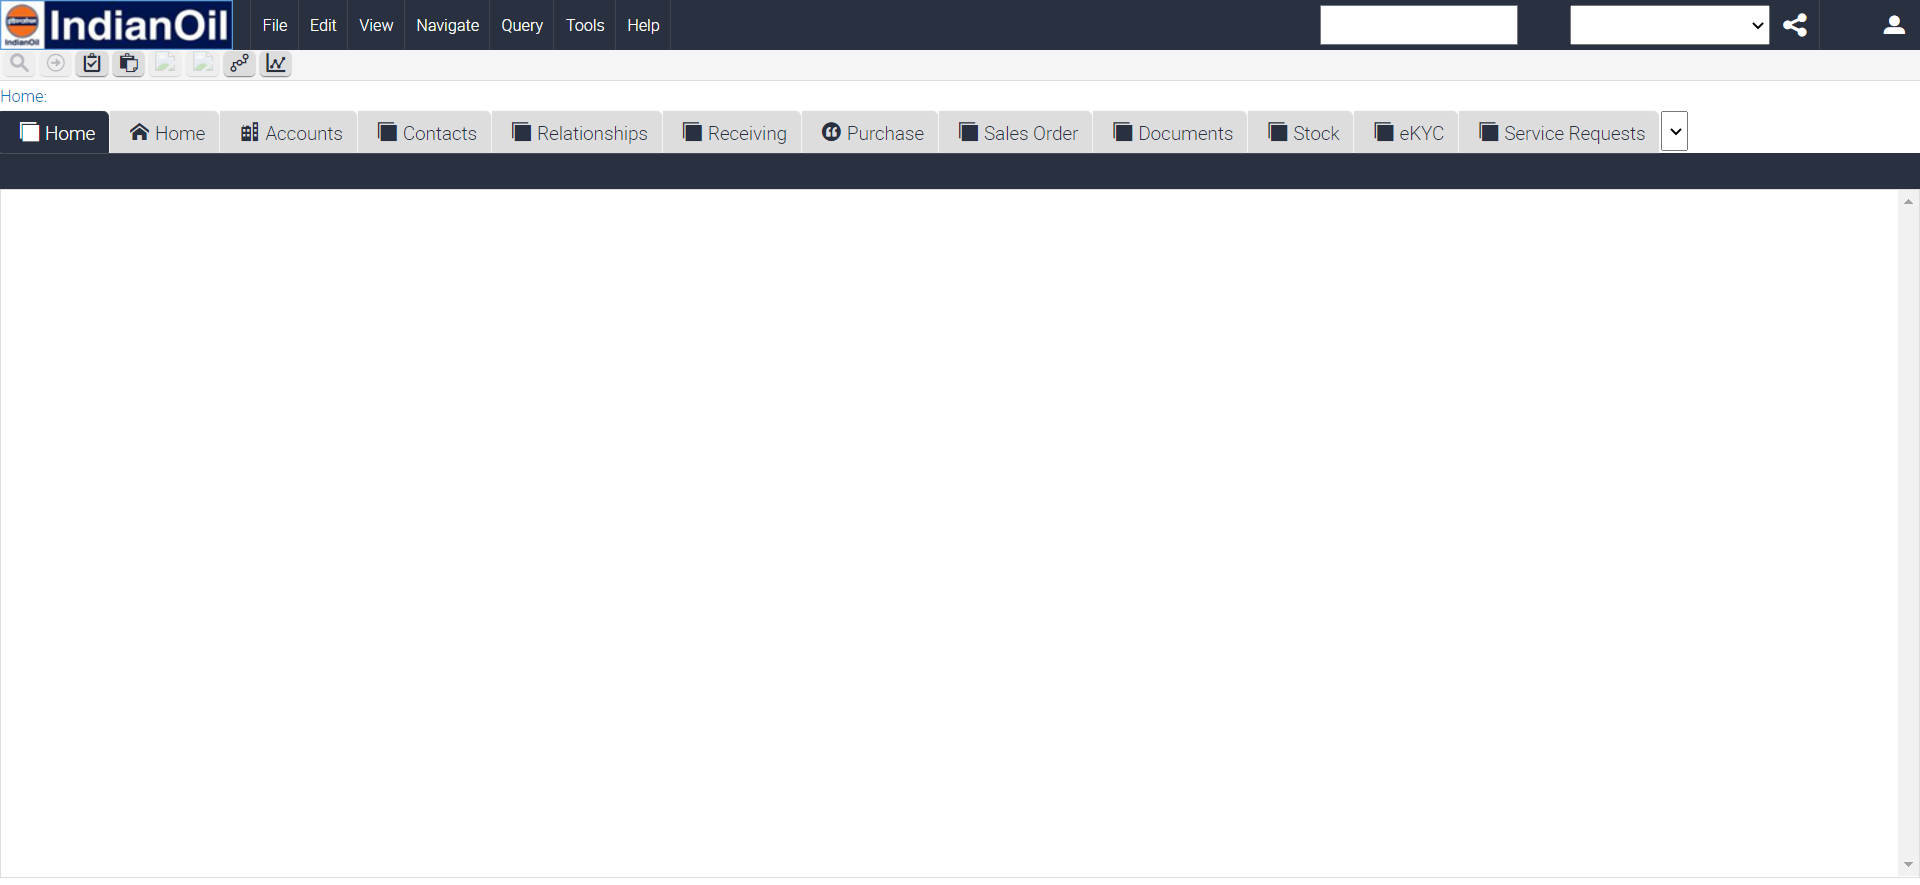 IndianOil
IndianOil File Edit View Navigate Query Tools Help
Home:
Home Home Accounts Contacts Relationships Receiving Purchase Sales Order Documents Stock eKYC Service Requests